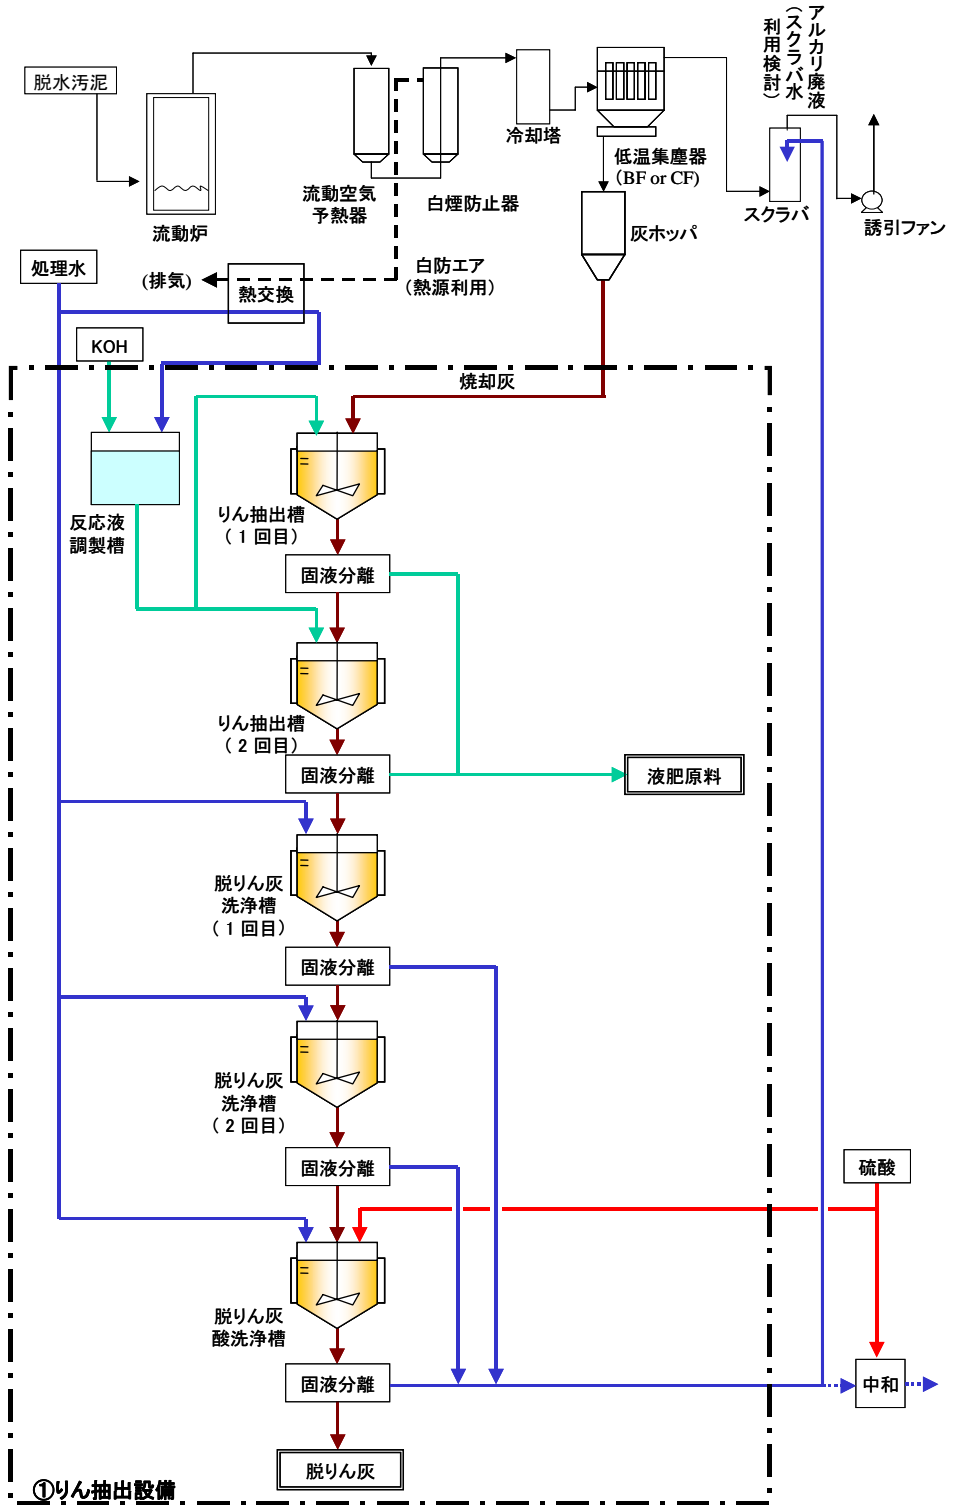 アルカリ廃液
（スクラバ水
利用検討）
脱水汚泥
流動炉
流動空気
予熱器
白煙防止器
冷却塔
低温集塵器
（BF or CF）
スクラバ
誘引ファン
灰ホッパ
処理水
(排気)
熱交換
白防エア
（熱源利用）
KOH
焼却灰
反応液
調製槽
りん抽出槽
（１回目）
固液分離
りん抽出槽
（２回目）
固液分離
液肥原料
脱りん灰
洗浄槽
（１回目）
固液分離
脱りん灰
洗浄槽
（２回目）
固液分離
硫酸
脱りん灰
酸洗浄槽
固液分離
中和
脱りん灰
①りん抽出設備